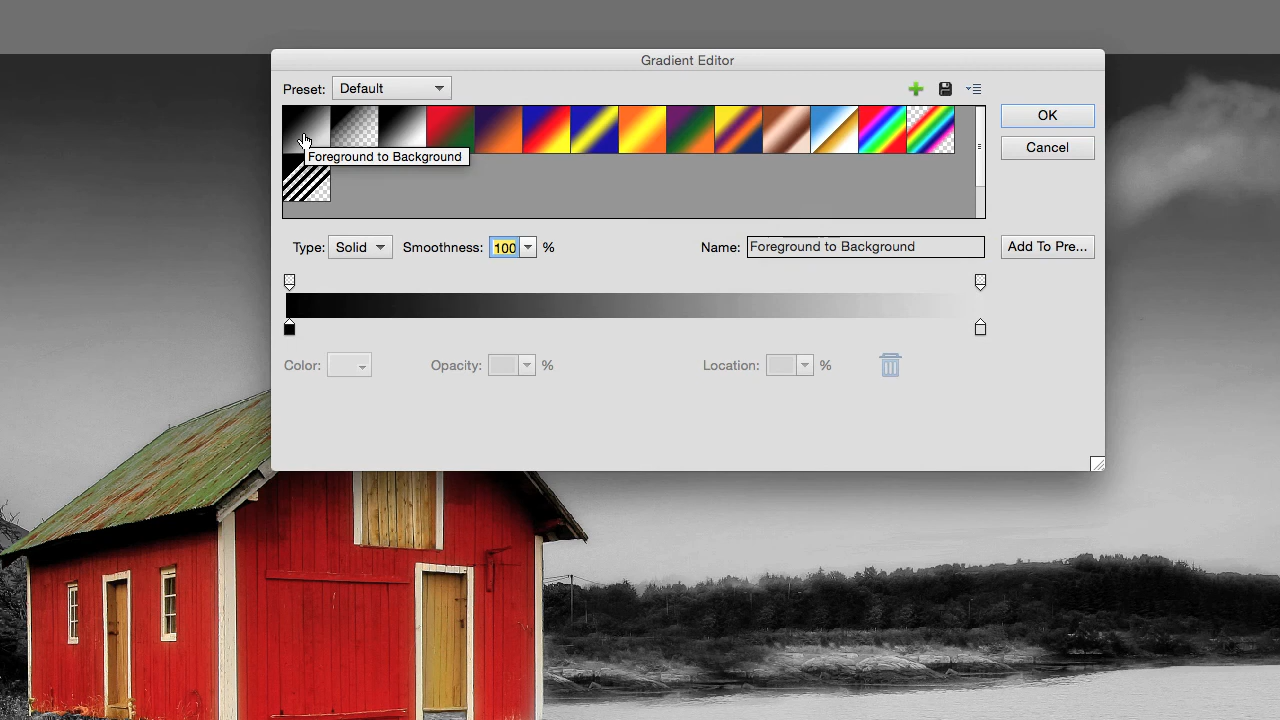 Gradient Editor
Preset: Default
OK
Cancel
Foreground to Background
Type: Solid Smoothness: 100 %
Name: Foreground to Background
Add To Pre...
Color: Opacity: % Location: %